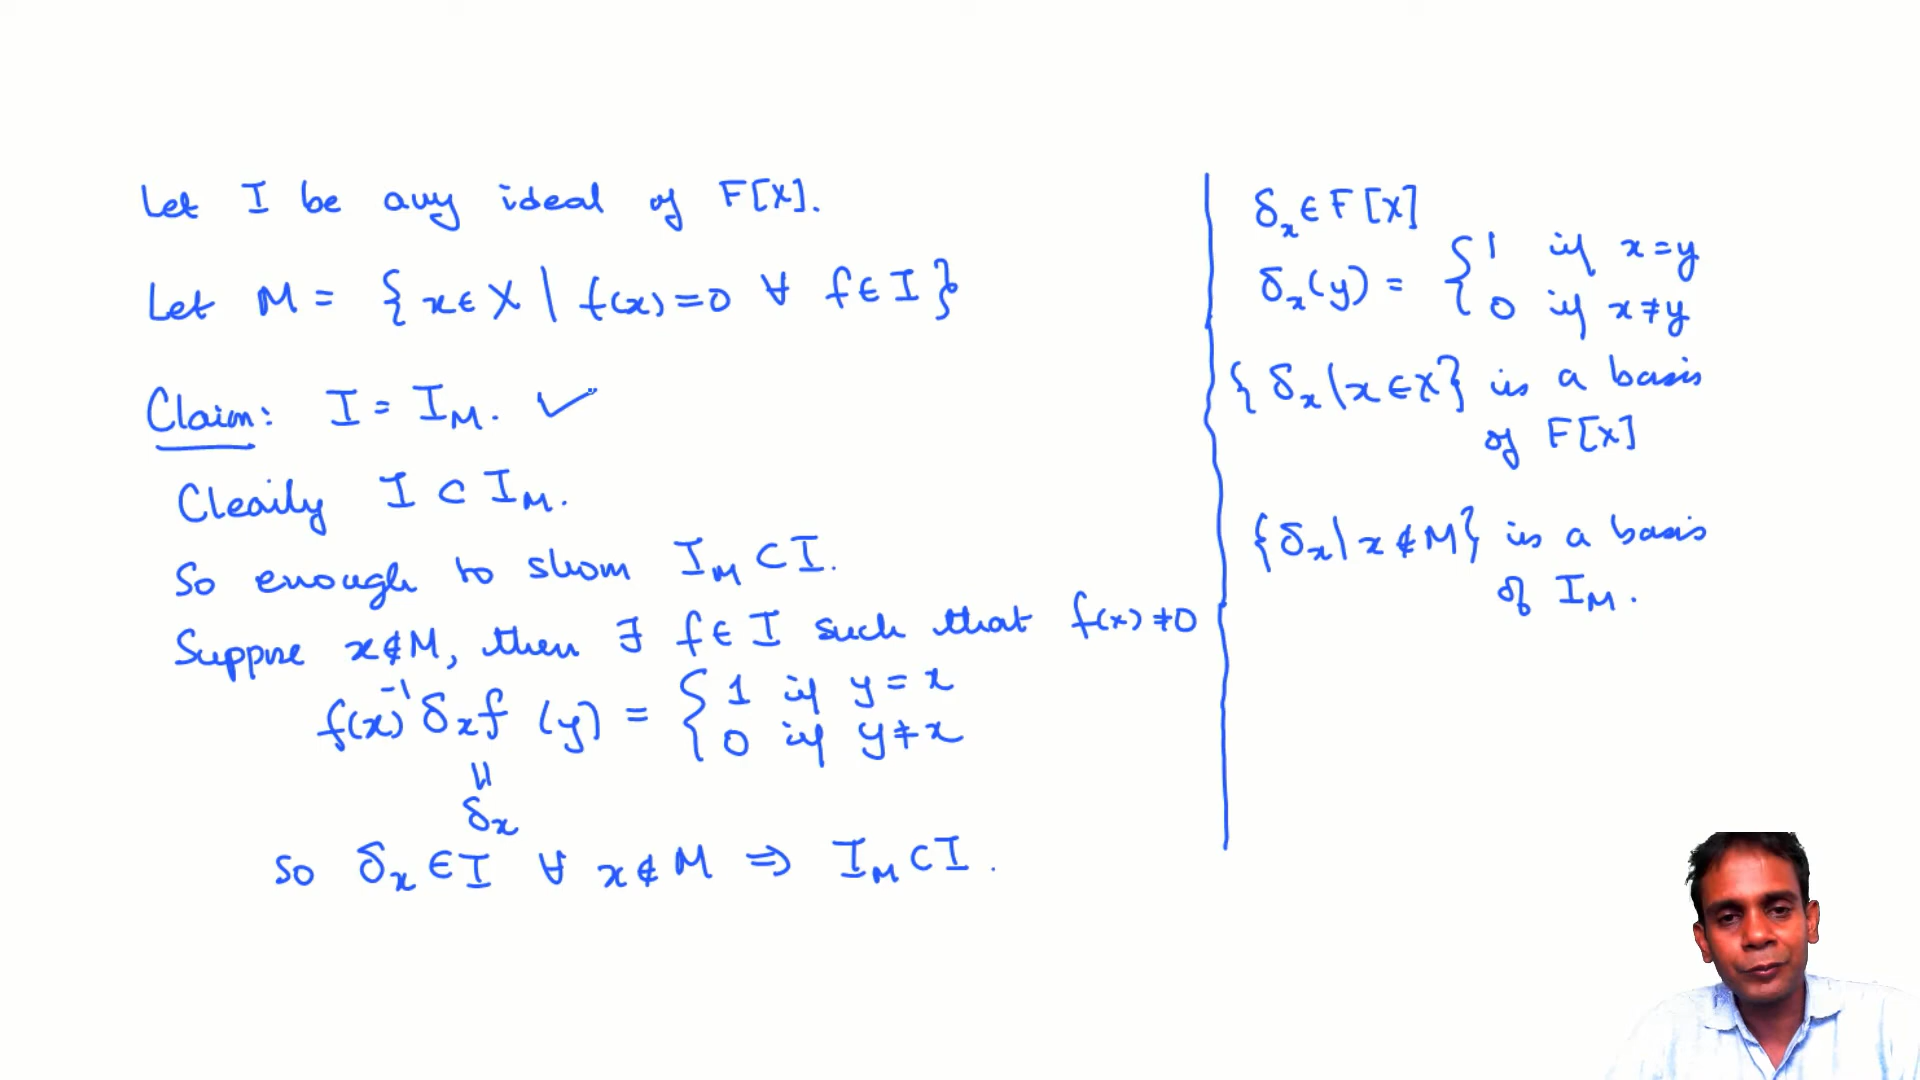 Let I be any ideal of F[X].
Let M = {x∈X | f(x)=0 ∀ f∈I}
Claim: I = I_M. ✓
Clearly I ⊂ I_M.
So enough to show I_M ⊂ I.
Suppose x∉M, then ∃ f∈I such that f(x)≠0
f(x)⁻¹ δ_x f (y) = { 1 if y = x
0 if y≠x
||
δ_x
So δ_x ∈ I ∀ x∉M ⇒ I_M ⊂ I.
δ_x ∈ F[X]
δ_x(y) = { 1 if x=y
0 if x≠y
{δ_x | x∈X} is a basis
of F[X]
{δ_x | x∉M} is a basis
of I_M.